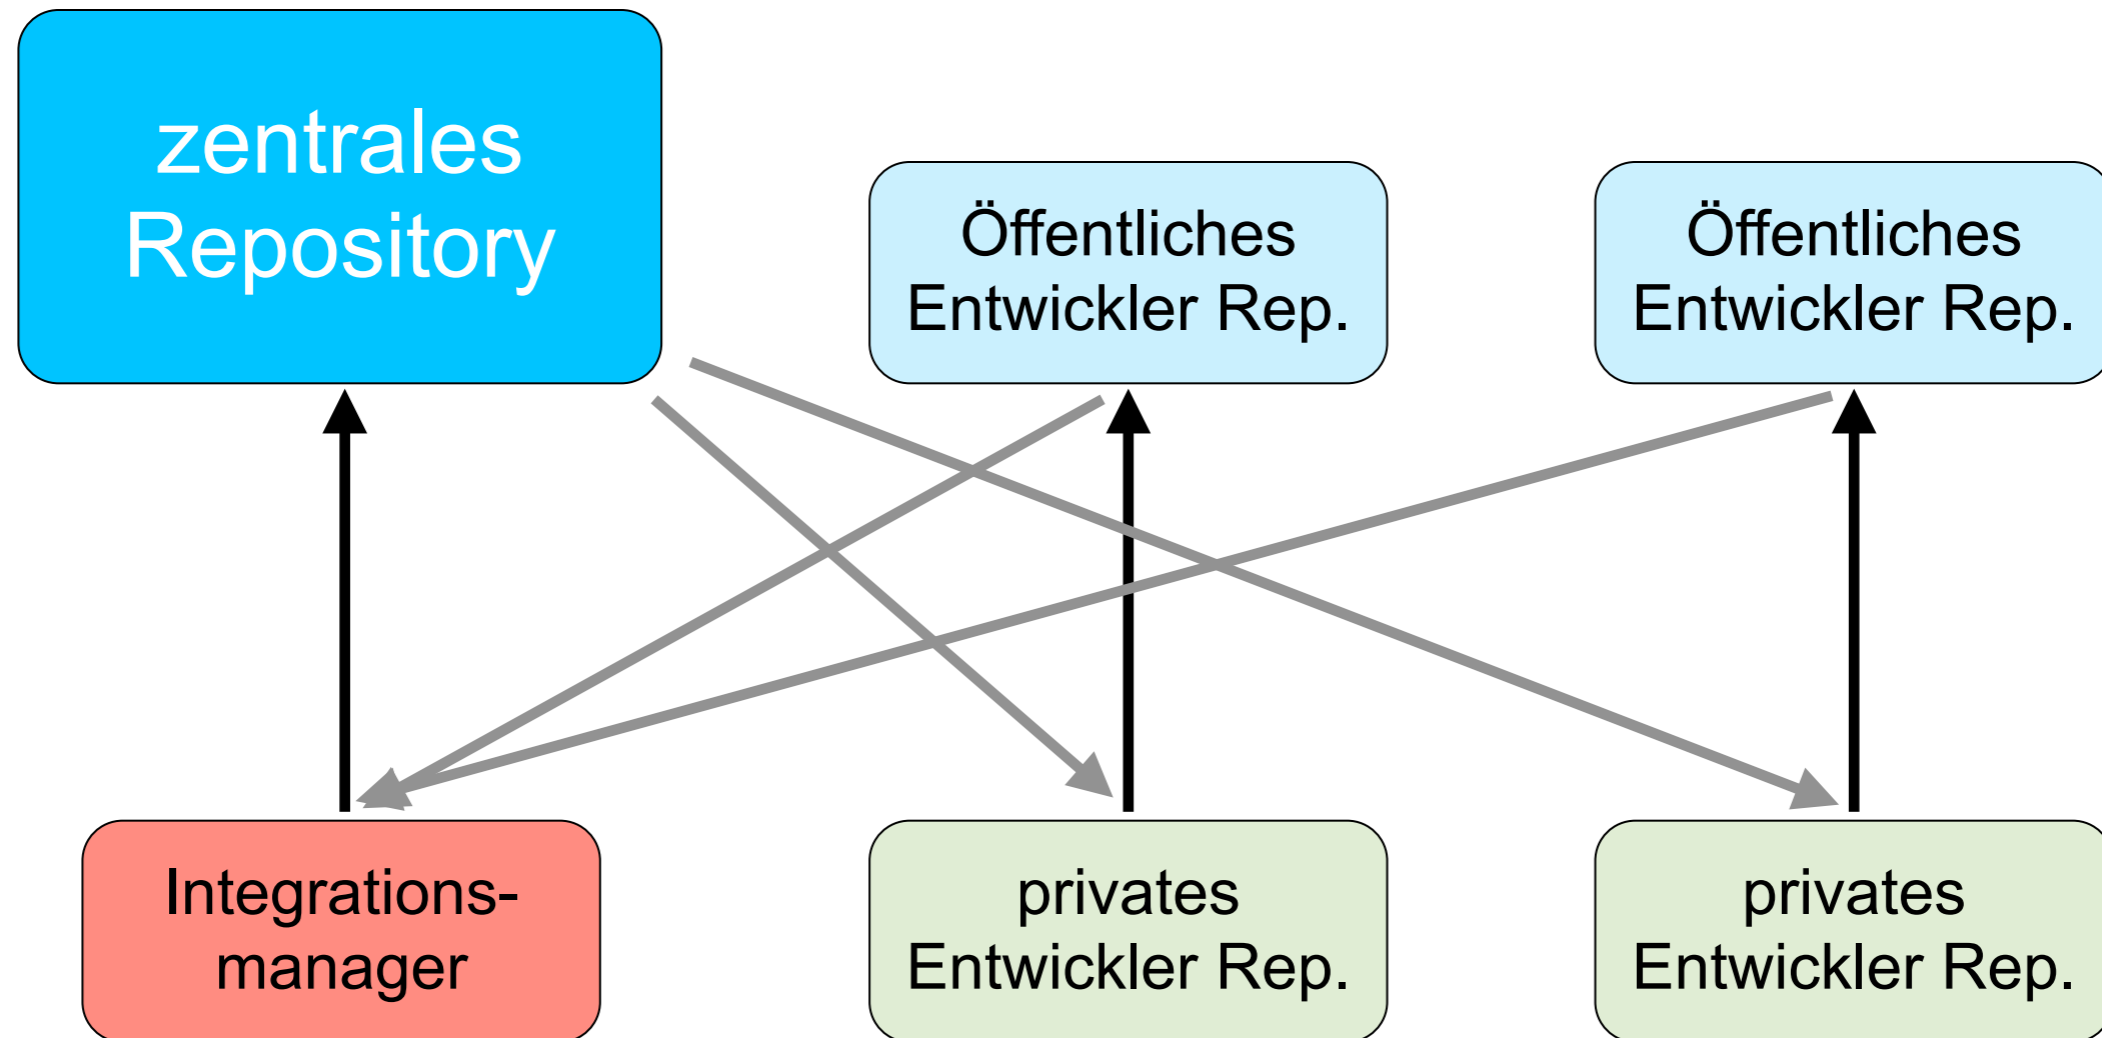 zentrales
Repository
Öffentliches
Entwickler Rep.
Öffentliches
Entwickler Rep.
Integrations-
manager
privates
Entwickler Rep.
privates
Entwickler Rep.